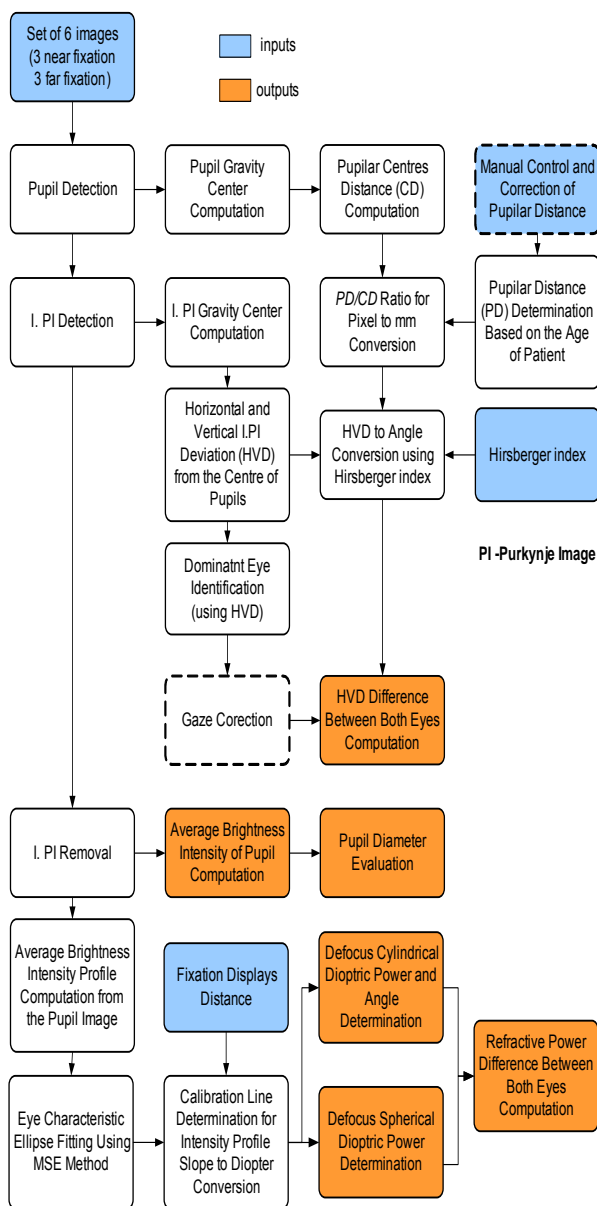 Set of 6 images
(3 near fixation
3 far fixation)
inputs
outputs
Pupil Detection
Pupil Gravity
Center
Computation
Pupilar Centres
Distance (CD)
Computation
Manual Control and
Correction of
Pupilar Distance
I. PI Detection
I. PI Gravity Center
Computation
PD/CD Ratio for
Pixel to mm
Conversion
Pupilar Distance
(PD) Determination
Based on the Age
of Patient
Horizontal and
Vertical I.PI
Deviation (HVD)
from the Centre of
Pupils
HVD to Angle
Conversion using
Hirsberger index
Hirsberger index
PI -Purkynje Image
Dominatnt Eye
Identification
(using HVD)
Gaze Corection
HVD Difference
Between Both Eyes
Computation
I. PI Removal
Average Brightness
Intensity of Pupil
Computation
Pupil Diameter
Evaluation
Average Brightness
Intensity Profile
Computation from
the Pupil Image
Fixation Displays
Distance
Defocus Cylindrical
Dioptric Power and
Angle
Determination
Refractive Power
Difference Between
Both Eyes
Computation
Eye Characteristic
Ellipse Fitting Using
MSE Method
Calibration Line
Determination for
Intensity Profile
Slope to Diopter
Conversion
Defocus Spherical
Dioptric Power
Determination